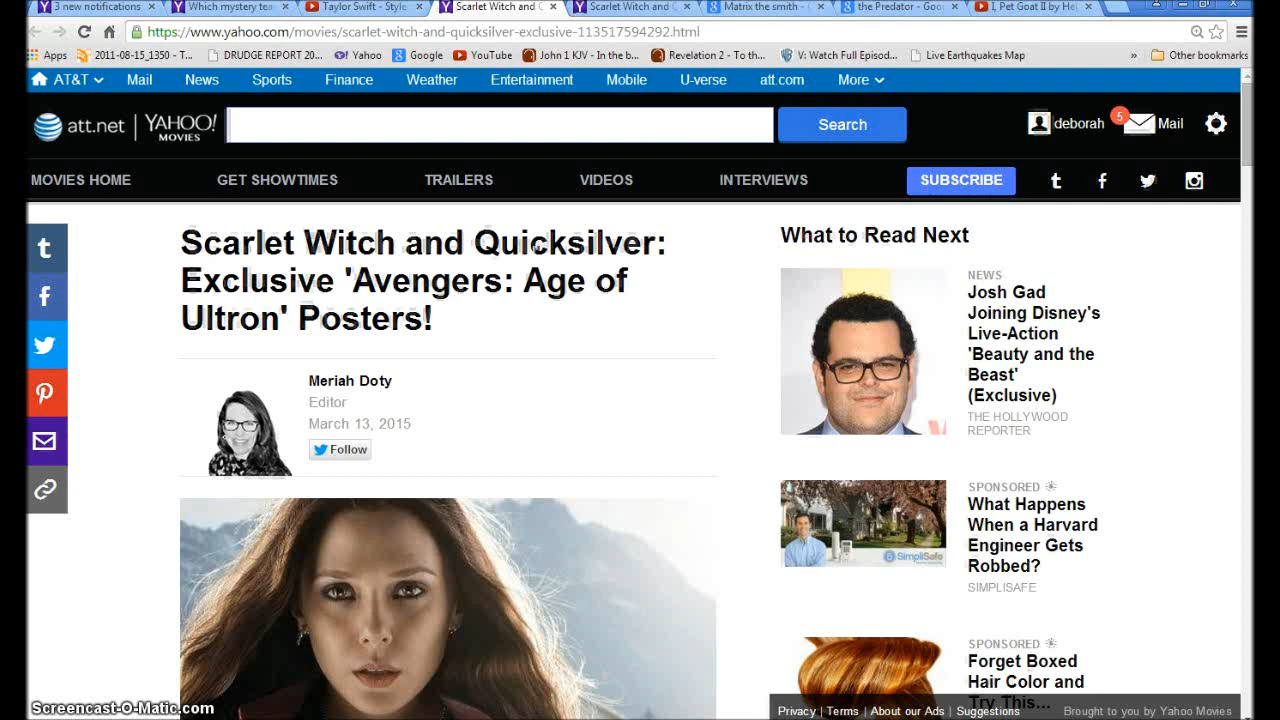 3 new notifications
Which mystery tea
Taylor Swift - Style
Scarlet Witch and Q
Scarlet Witch and Q
Matrix the smith -
the Predator - Goo
I, Pet Goat II by He
https://www.yahoo.com/movies/scarlet-witch-and-quicksilver-exclusive-113517594292.html
Apps
2011-08-15_1350 - T...
DRUDGE REPORT 20...
Yahoo
Google
YouTube
John 1 KJV - In the b...
Revelation 2 - To th...
V: Watch Full Episod...
Live Earthquakes Map
»
Other bookmarks
AT&T
Mail
News
Sports
Finance
Weather
Entertainment
Mobile
U-verse
att.com
More
att.net
YAHOO!
MOVIES
Search
deborah
5
Mail
MOVIES HOME
GET SHOWTIMES
TRAILERS
VIDEOS
INTERVIEWS
SUBSCRIBE
Scarlet Witch and Quicksilver:
Exclusive 'Avengers: Age of
Ultron' Posters!
Meriah Doty
Editor
March 13, 2015
Follow
What to Read Next
NEWS
Josh Gad
Joining Disney's
Live-Action
'Beauty and the
Beast'
(Exclusive)
THE HOLLYWOOD
REPORTER
SimpliSafe
SPONSORED
What Happens
When a Harvard
Engineer Gets
Robbed?
SIMPLISAFE
SPONSORED
Forget Boxed
Hair Color and
Try This...
Privacy | Terms | About our Ads | Suggestions
Brought to you by Yahoo Movies
Screencast-O-Matic.com